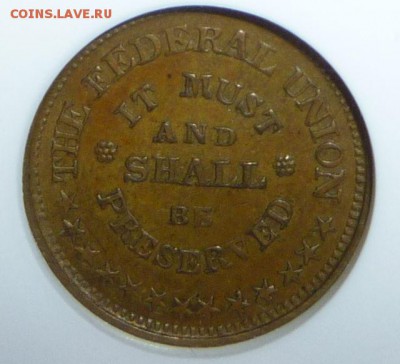 COINS.LAVE.RU
THE FEDERAL UNION
IT MUST
AND
SHALL
BE
PRESERVED